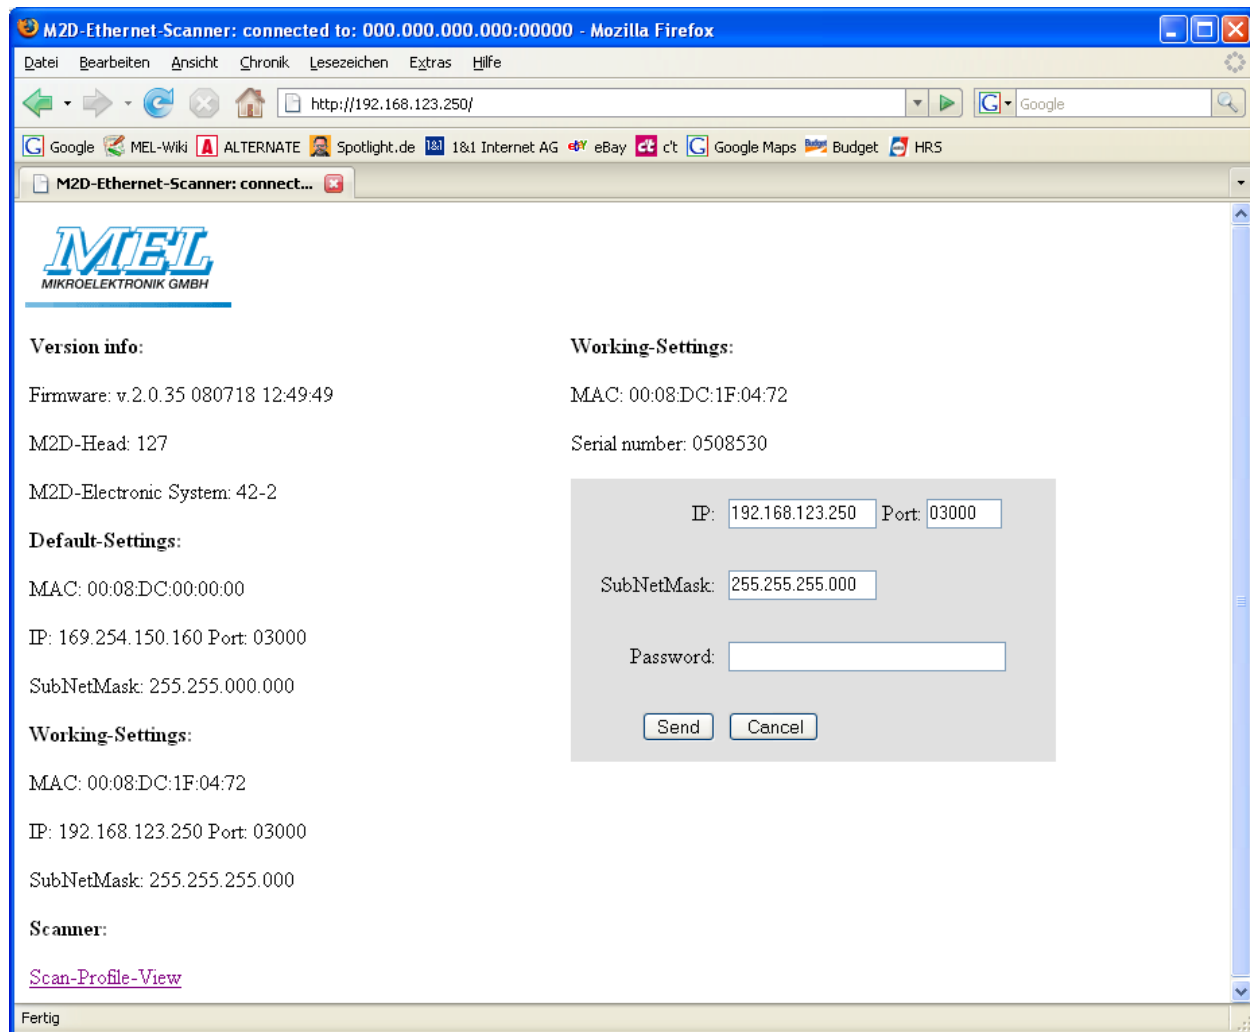 M2D-Ethernet-Scanner: connected to: 000.000.000.000:00000 - Mozilla Firefox
Datei Bearbeiten Ansicht Chronik Lesezeichen Extras Hilfe
http://192.168.123.250/
G Google
G Google MEL-Wiki A ALTERNATE Spotlight.de 1&1 1&1 Internet AG ebY eBay c't c't G Google Maps Budget Budget HRS
M2D-Ethernet-Scanner: connect...
MEL
MIKROELEKTRONIK GMBH
Version info:
Firmware: v.2.0.35 080718 12:49:49
M2D-Head: 127
M2D-Electronic System: 42-2
Default-Settings:
MAC: 00:08:DC:00:00:00
IP: 169.254.150.160 Port: 03000
SubNetMask: 255.255.000.000
Working-Settings:
MAC: 00:08:DC:1F:04:72
IP: 192.168.123.250 Port: 03000
SubNetMask: 255.255.255.000
Scanner:
Scan-Profile-View
Working-Settings:
MAC: 00:08:DC:1F:04:72
Serial number: 0508530
IP: 192.168.123.250 Port: 03000
SubNetMask: 255.255.255.000
Password:
Send Cancel
Fertig